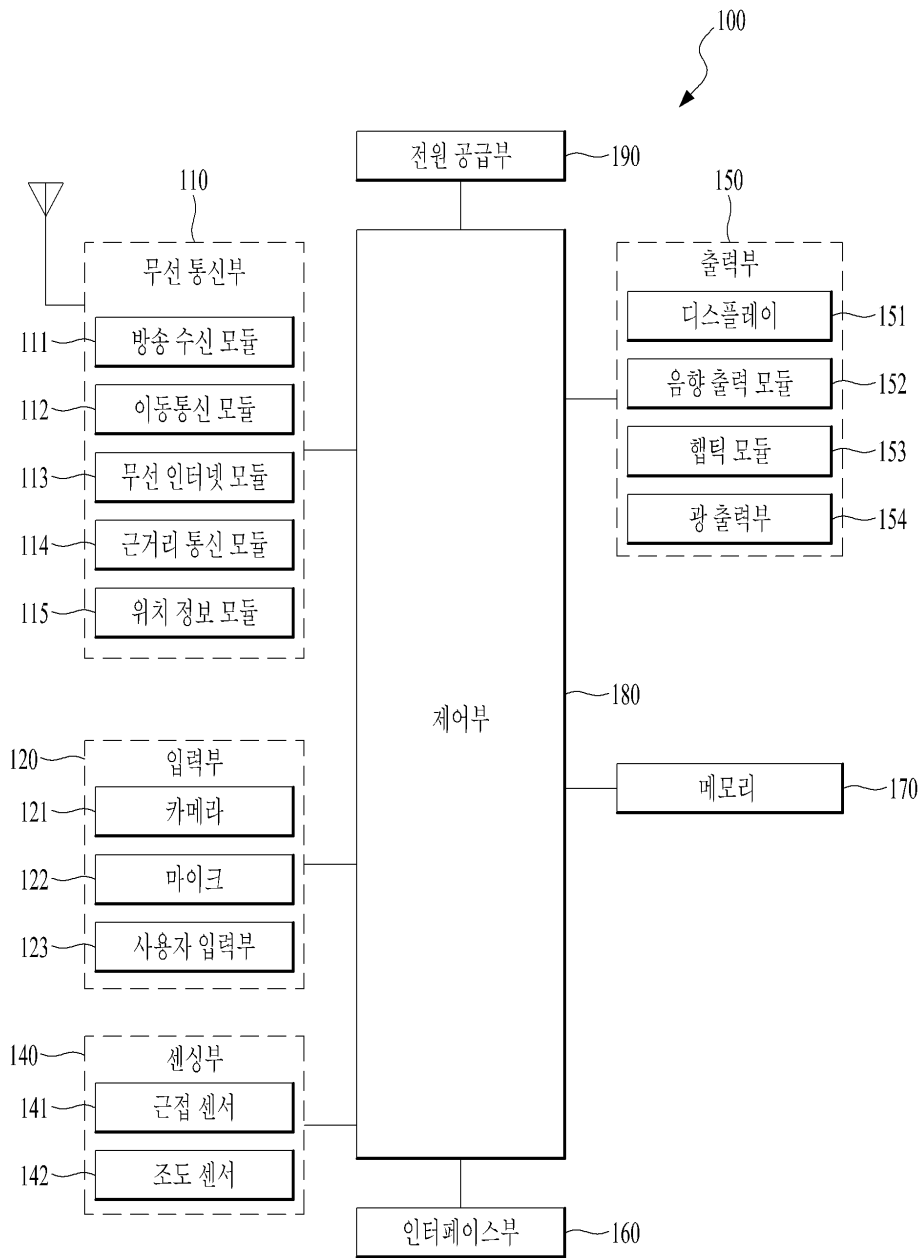 100
전원 공급부
190
110
무선 통신부
111
방송 수신 모듈
112
이동통신 모듈
113
무선 인터넷 모듈
114
근거리 통신 모듈
115
위치 정보 모듈
150
출력부
디스플레이
151
음향 출력 모듈
152
햅틱 모듈
153
광 출력부
154
제어부
180
메모리
170
120
입력부
121
카메라
122
마이크
123
사용자 입력부
140
센싱부
141
근접 센서
142
조도 센서
인터페이스부
160